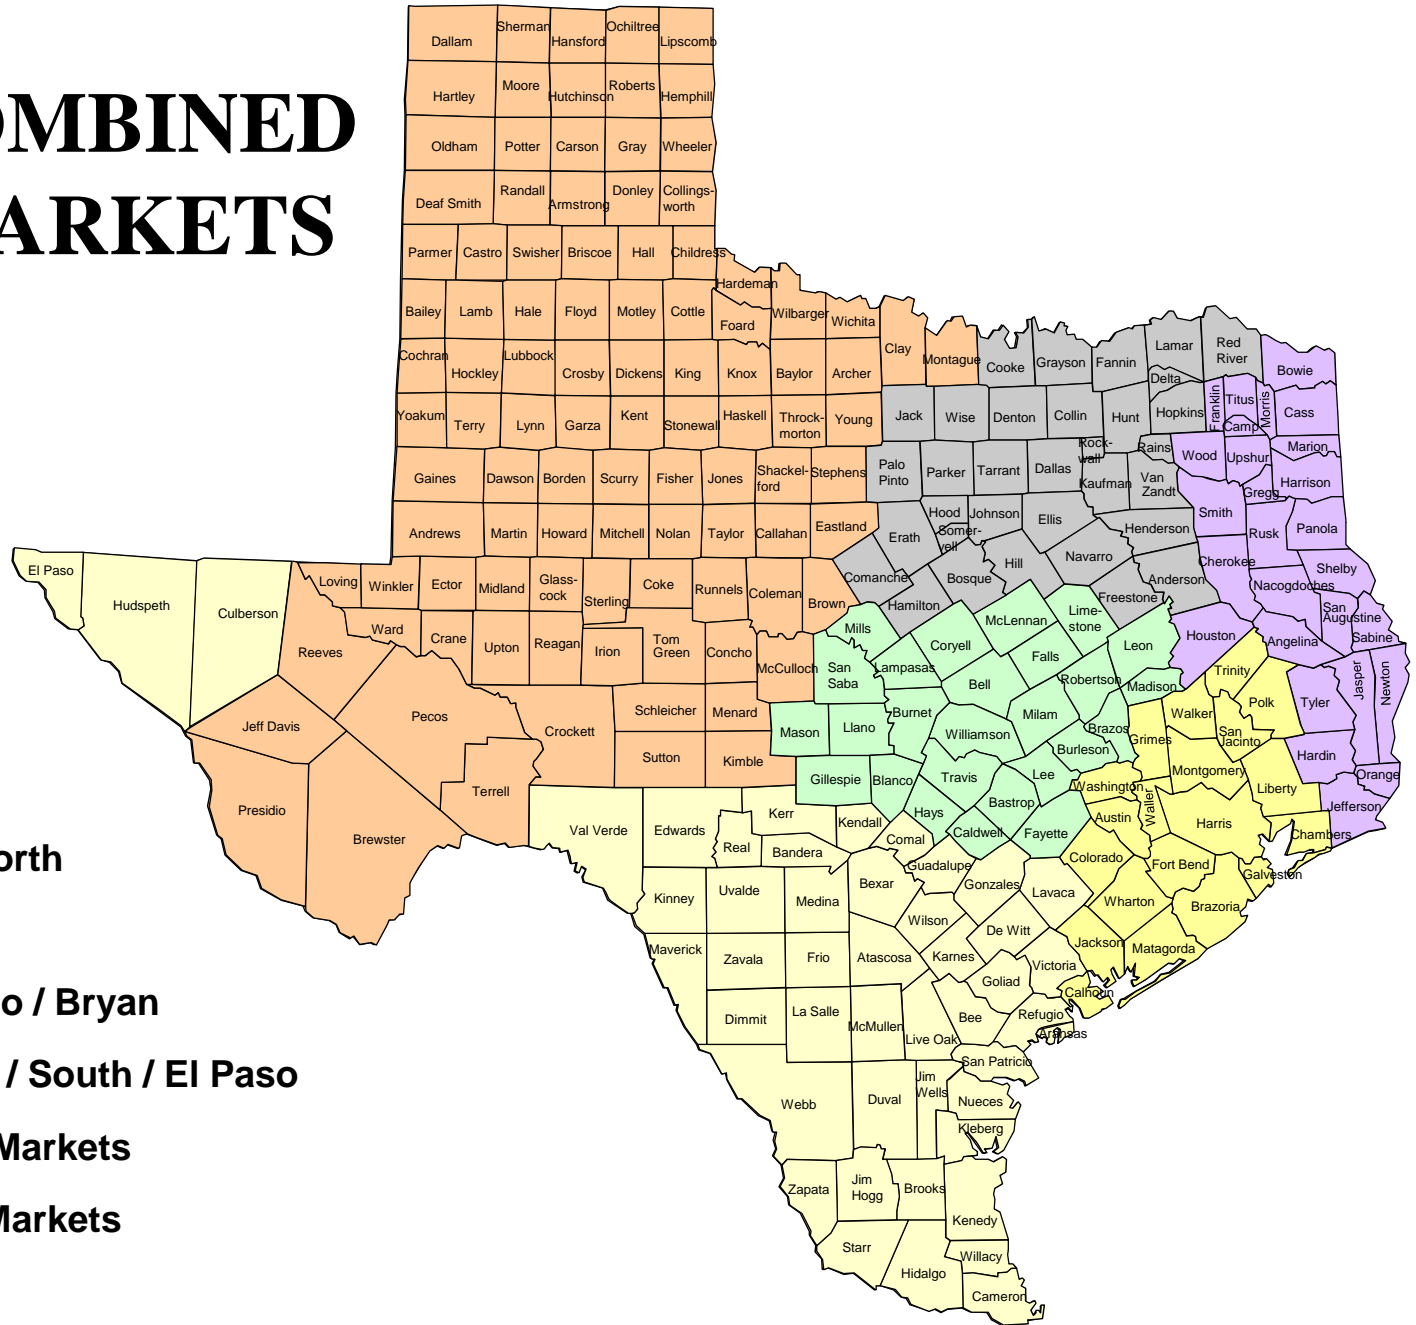 OMBINED
ARKETS
orth
o / Bryan
/ South / El Paso
Markets
Markets
Dallam
Sherman
Hansford
Ochiltree
Lipscomb
Hartley
Moore
Hutchinson
Roberts
Hemphill
Oldham
Potter
Carson
Gray
Wheeler
Deaf Smith
Randall
Armstrong
Donley
Collings-
worth
Parmer
Castro
Swisher
Briscoe
Hall
Childress
Hardeman
Bailey
Lamb
Hale
Floyd
Motley
Cottle
Foard
Wilbarger
Wichita
Clay
Montague
Cooke
Grayson
Fannin
Lamar
Red
River
Bowie
Cochran
Hockley
Lubbock
Crosby
Dickens
King
Knox
Baylor
Archer
Delta
Franklin
Titus
Morris
Cass
Yoakum
Terry
Lynn
Garza
Kent
Stonewall
Haskell
Throck-
morton
Young
Jack
Wise
Denton
Collin
Hunt
Hopkins
Camp
Marion
Gaines
Dawson
Borden
Scurry
Fisher
Jones
Shackel-
ford
Stephens
Palo
Pinto
Parker
Tarrant
Dallas
Rock-
wall
Rains
Kaufman
Van
Zandt
Wood
Upshur
Gregg
Harrison
Andrews
Martin
Howard
Mitchell
Nolan
Taylor
Callahan
Eastland
Erath
Hood
Somer-
vell
Johnson
Ellis
Henderson
Smith
Rusk
Panola
El Paso
Hudspeth
Culberson
Loving
Winkler
Ector
Midland
Glass-
cock
Sterling
Coke
Runnels
Coleman
Brown
Comanche
Hamilton
Bosque
Hill
Navarro
Freestone
Anderson
Cherokee
Nacogdoches
Shelby
San
Augustine
Sabine
Reeves
Ward
Crane
Upton
Reagan
Irion
Tom
Green
Concho
McCulloch
Mills
San
Saba
Lampasas
Coryell
McLennan
Lime-
stone
Falls
Leon
Houston
Angelina
Jeff Davis
Pecos
Crockett
Schleicher
Menard
Mason
Llano
Burnet
Bell
Milam
Robertson
Madison
Trinity
Polk
Tyler
Jasper
Newton
Presidio
Brewster
Terrell
Sutton
Kimble
Gillespie
Blanco
Williamson
Travis
Burleson
Brazos
Grimes
Walker
San
Jacinto
Hardin
Orange
Jefferson
Val Verde
Edwards
Kerr
Real
Bandera
Kendall
Hays
Comal
Caldwell
Bastrop
Lee
Fayette
Washington
Waller
Montgomery
Liberty
Austin
Harris
Chambers
Kinney
Uvalde
Medina
Bexar
Guadalupe
Gonzales
Lavaca
Colorado
Fort Bend
Galveston
Brazoria
Wharton
Wilson
De Witt
Jackson
Matagorda
Maverick
Zavala
Frio
Atascosa
Karnes
Goliad
Victoria
Calhoun
Dimmit
La Salle
McMullen
Live Oak
Bee
Refugio
Aransas
San Patricio
Webb
Duval
Jim
Wells
Nueces
Kleberg
Zapata
Jim
Hogg
Brooks
Kenedy
Starr
Hidalgo
Willacy
Cameron